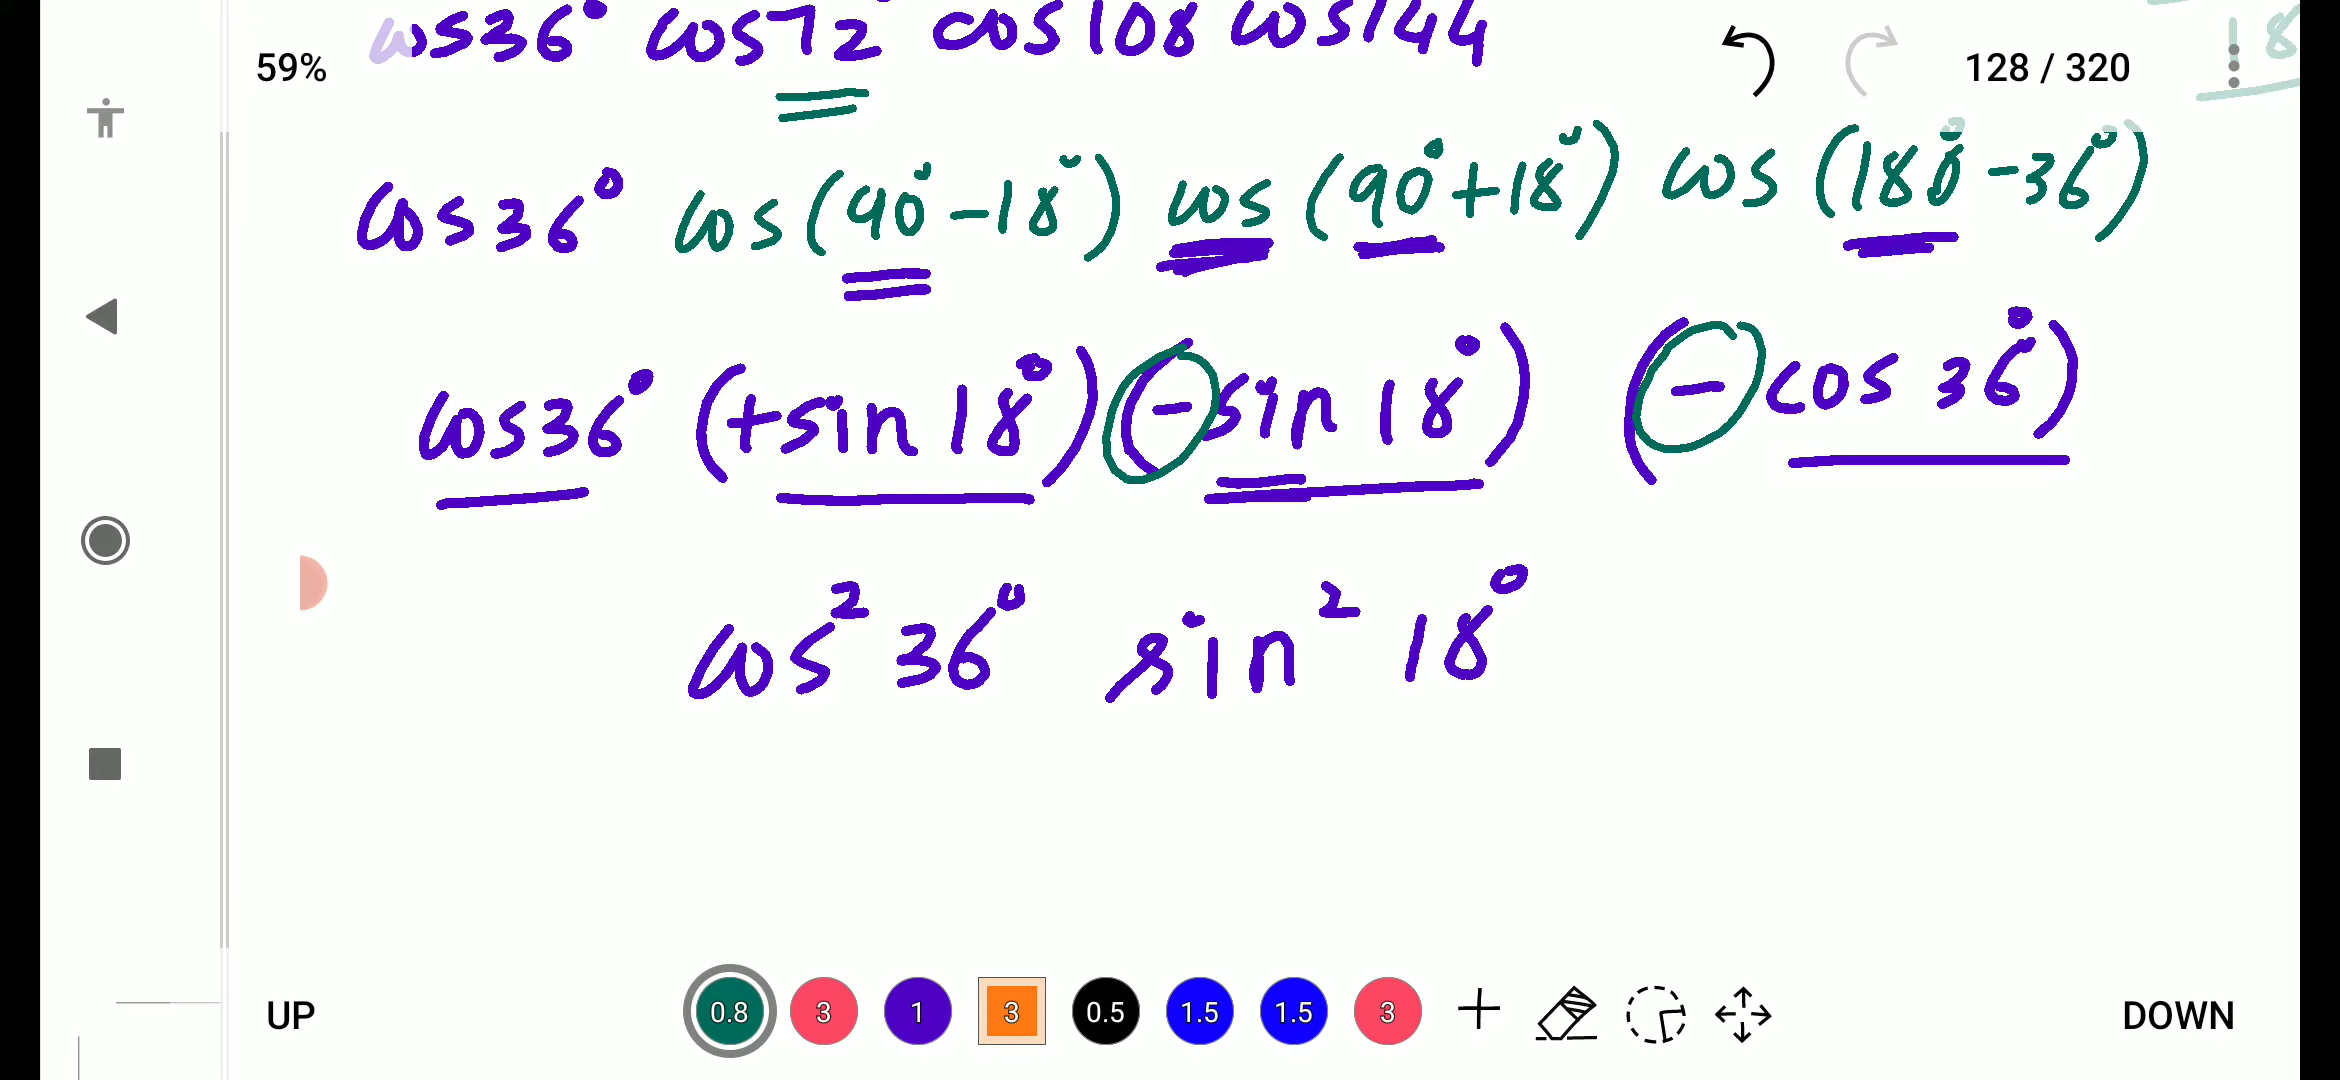 cos36° cos72° cos108 cos144
59%
128 / 320
18
cos36° cos(90°-18°) cos(90°+18°) cos(180°-36°)
cos36° (+sin18°)(-sin18°) (-cos36°)
cos²36° sin²18°
UP
0.8 3 1 3 0.5 1.5 1.5 3
DOWN